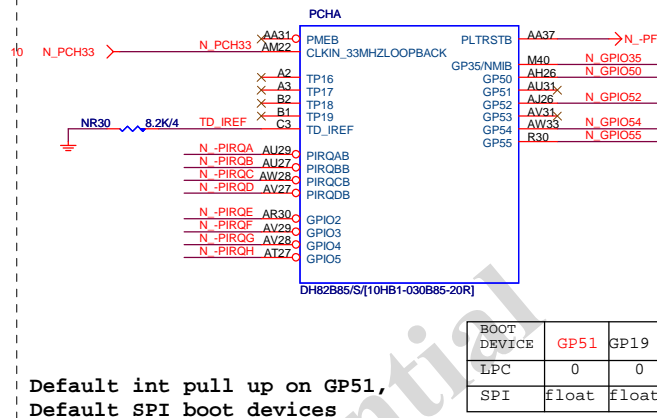 PCHA
AA31 PMEB PLTRSTB AA37 N_-PF
10 N_PCH33 N_PCH33 AM22 CLKIN_33MHZLOOPBACK
GP35/NMIB M40 N_GPIO35
A2 TP16 GP50 AH26 N_GPIO50
A3 TP17 GP51 AU31
B2 TP18 GP52 AJ26 N_GPIO52
B1 TP19 GP53 AV31
NR30 8.2K/4 TD_IREF C3 TD_IREF GP54 AW33 N_GPIO54
GP55 R30 N_GPIO55
N_-PIRQA AU29 PIRQAB
N_-PIRQB AU27 PIRQBB
N_-PIRQC AW28 PIRQCB
N_-PIRQD AV27 PIRQDB
N_-PIRQE AR30 GPIO2
N_-PIRQF AV29 GPIO3
N_-PIRQG AV28 GPIO4
N_-PIRQH AT27 GPIO5
DH82B85/S/[10HB1-030B85-20R]
BOOT
DEVICE GP51 GP19
LPC 0 0
SPI float float
Default int pull up on GP51,
Default SPI boot devices
ential